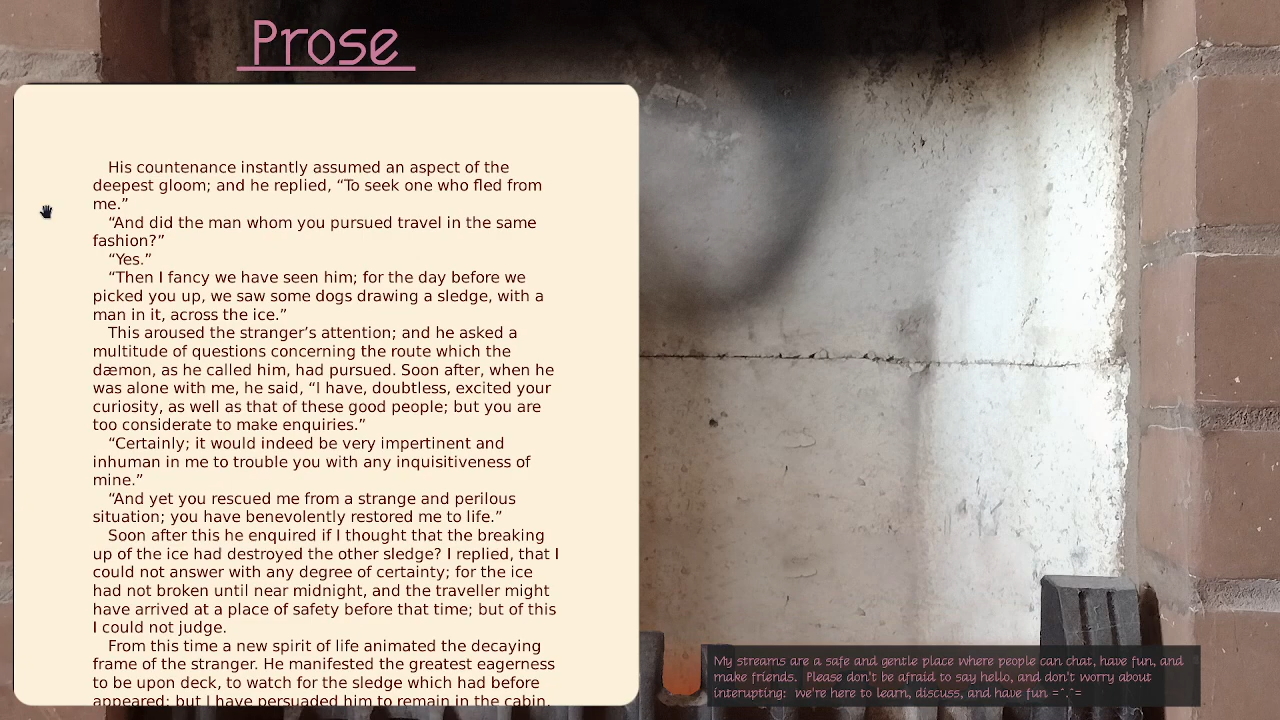 Prose
His countenance instantly assumed an aspect of the
deepest gloom; and he replied, “To seek one who fled from
me.”
“And did the man whom you pursued travel in the same
fashion?”
“Yes.”
“Then I fancy we have seen him; for the day before we
picked you up, we saw some dogs drawing a sledge, with a
man in it, across the ice.”
This aroused the stranger’s attention; and he asked a
multitude of questions concerning the route which the
dæmon, as he called him, had pursued. Soon after, when he
was alone with me, he said, “I have, doubtless, excited your
curiosity, as well as that of these good people; but you are
too considerate to make enquiries.”
“Certainly; it would indeed be very impertinent and
inhuman in me to trouble you with any inquisitiveness of
mine.”
“And yet you rescued me from a strange and perilous
situation; you have benevolently restored me to life.”
Soon after this he enquired if I thought that the breaking
up of the ice had destroyed the other sledge? I replied, that I
could not answer with any degree of certainty; for the ice
had not broken until near midnight, and the traveller might
have arrived at a place of safety before that time; but of this
I could not judge.
From this time a new spirit of life animated the decaying
frame of the stranger. He manifested the greatest eagerness
to be upon deck, to watch for the sledge which had before
appeared; but I have persuaded him to remain in the cabin,
My streams are a safe and gentle place where people can chat, have fun, and
make friends.  Please don't be afraid to say hello, and don't worry about
interupting:  we're here to learn, discuss, and have fun =^.^=